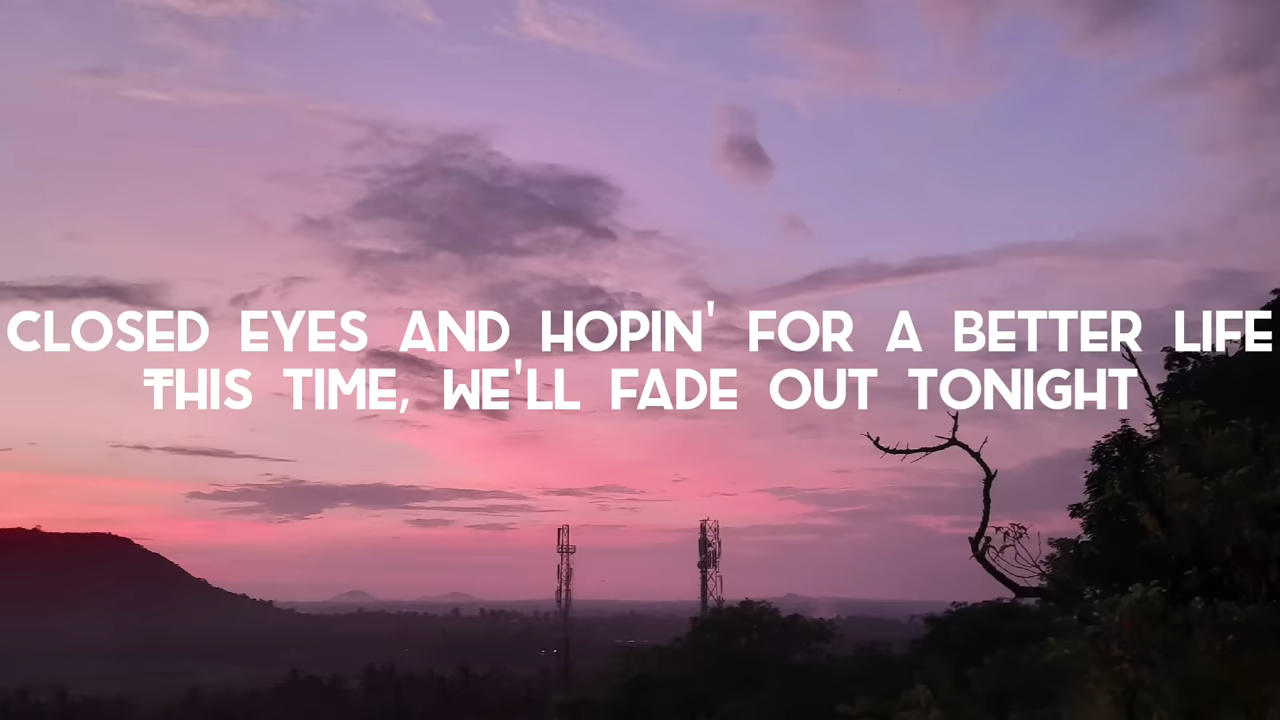 CLOSED EYES AND HOPIN' FOR A BETTER LIFE
THIS TIME, WE'LL FADE OUT TONIGHT